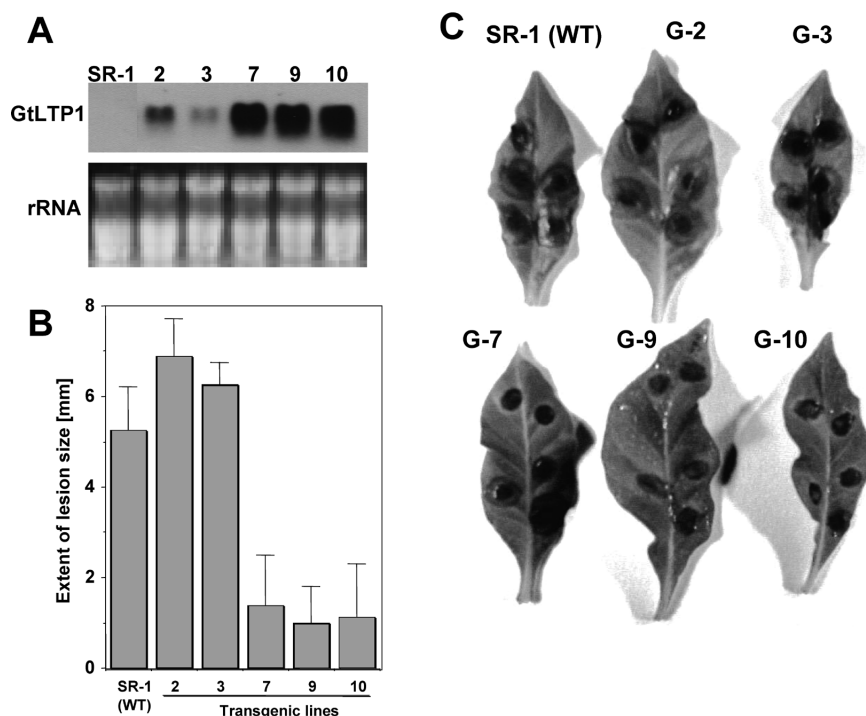 A
SR-1 2 3 7 9 10
GtLTP1
rRNA
B
Extent of lesion size [mm]
8
6
4
2
0
SR-1 2 3 7 9 10
(WT)
Transgenic lines
C
SR-1 (WT) G-2 G-3
G-7 G-9 G-10